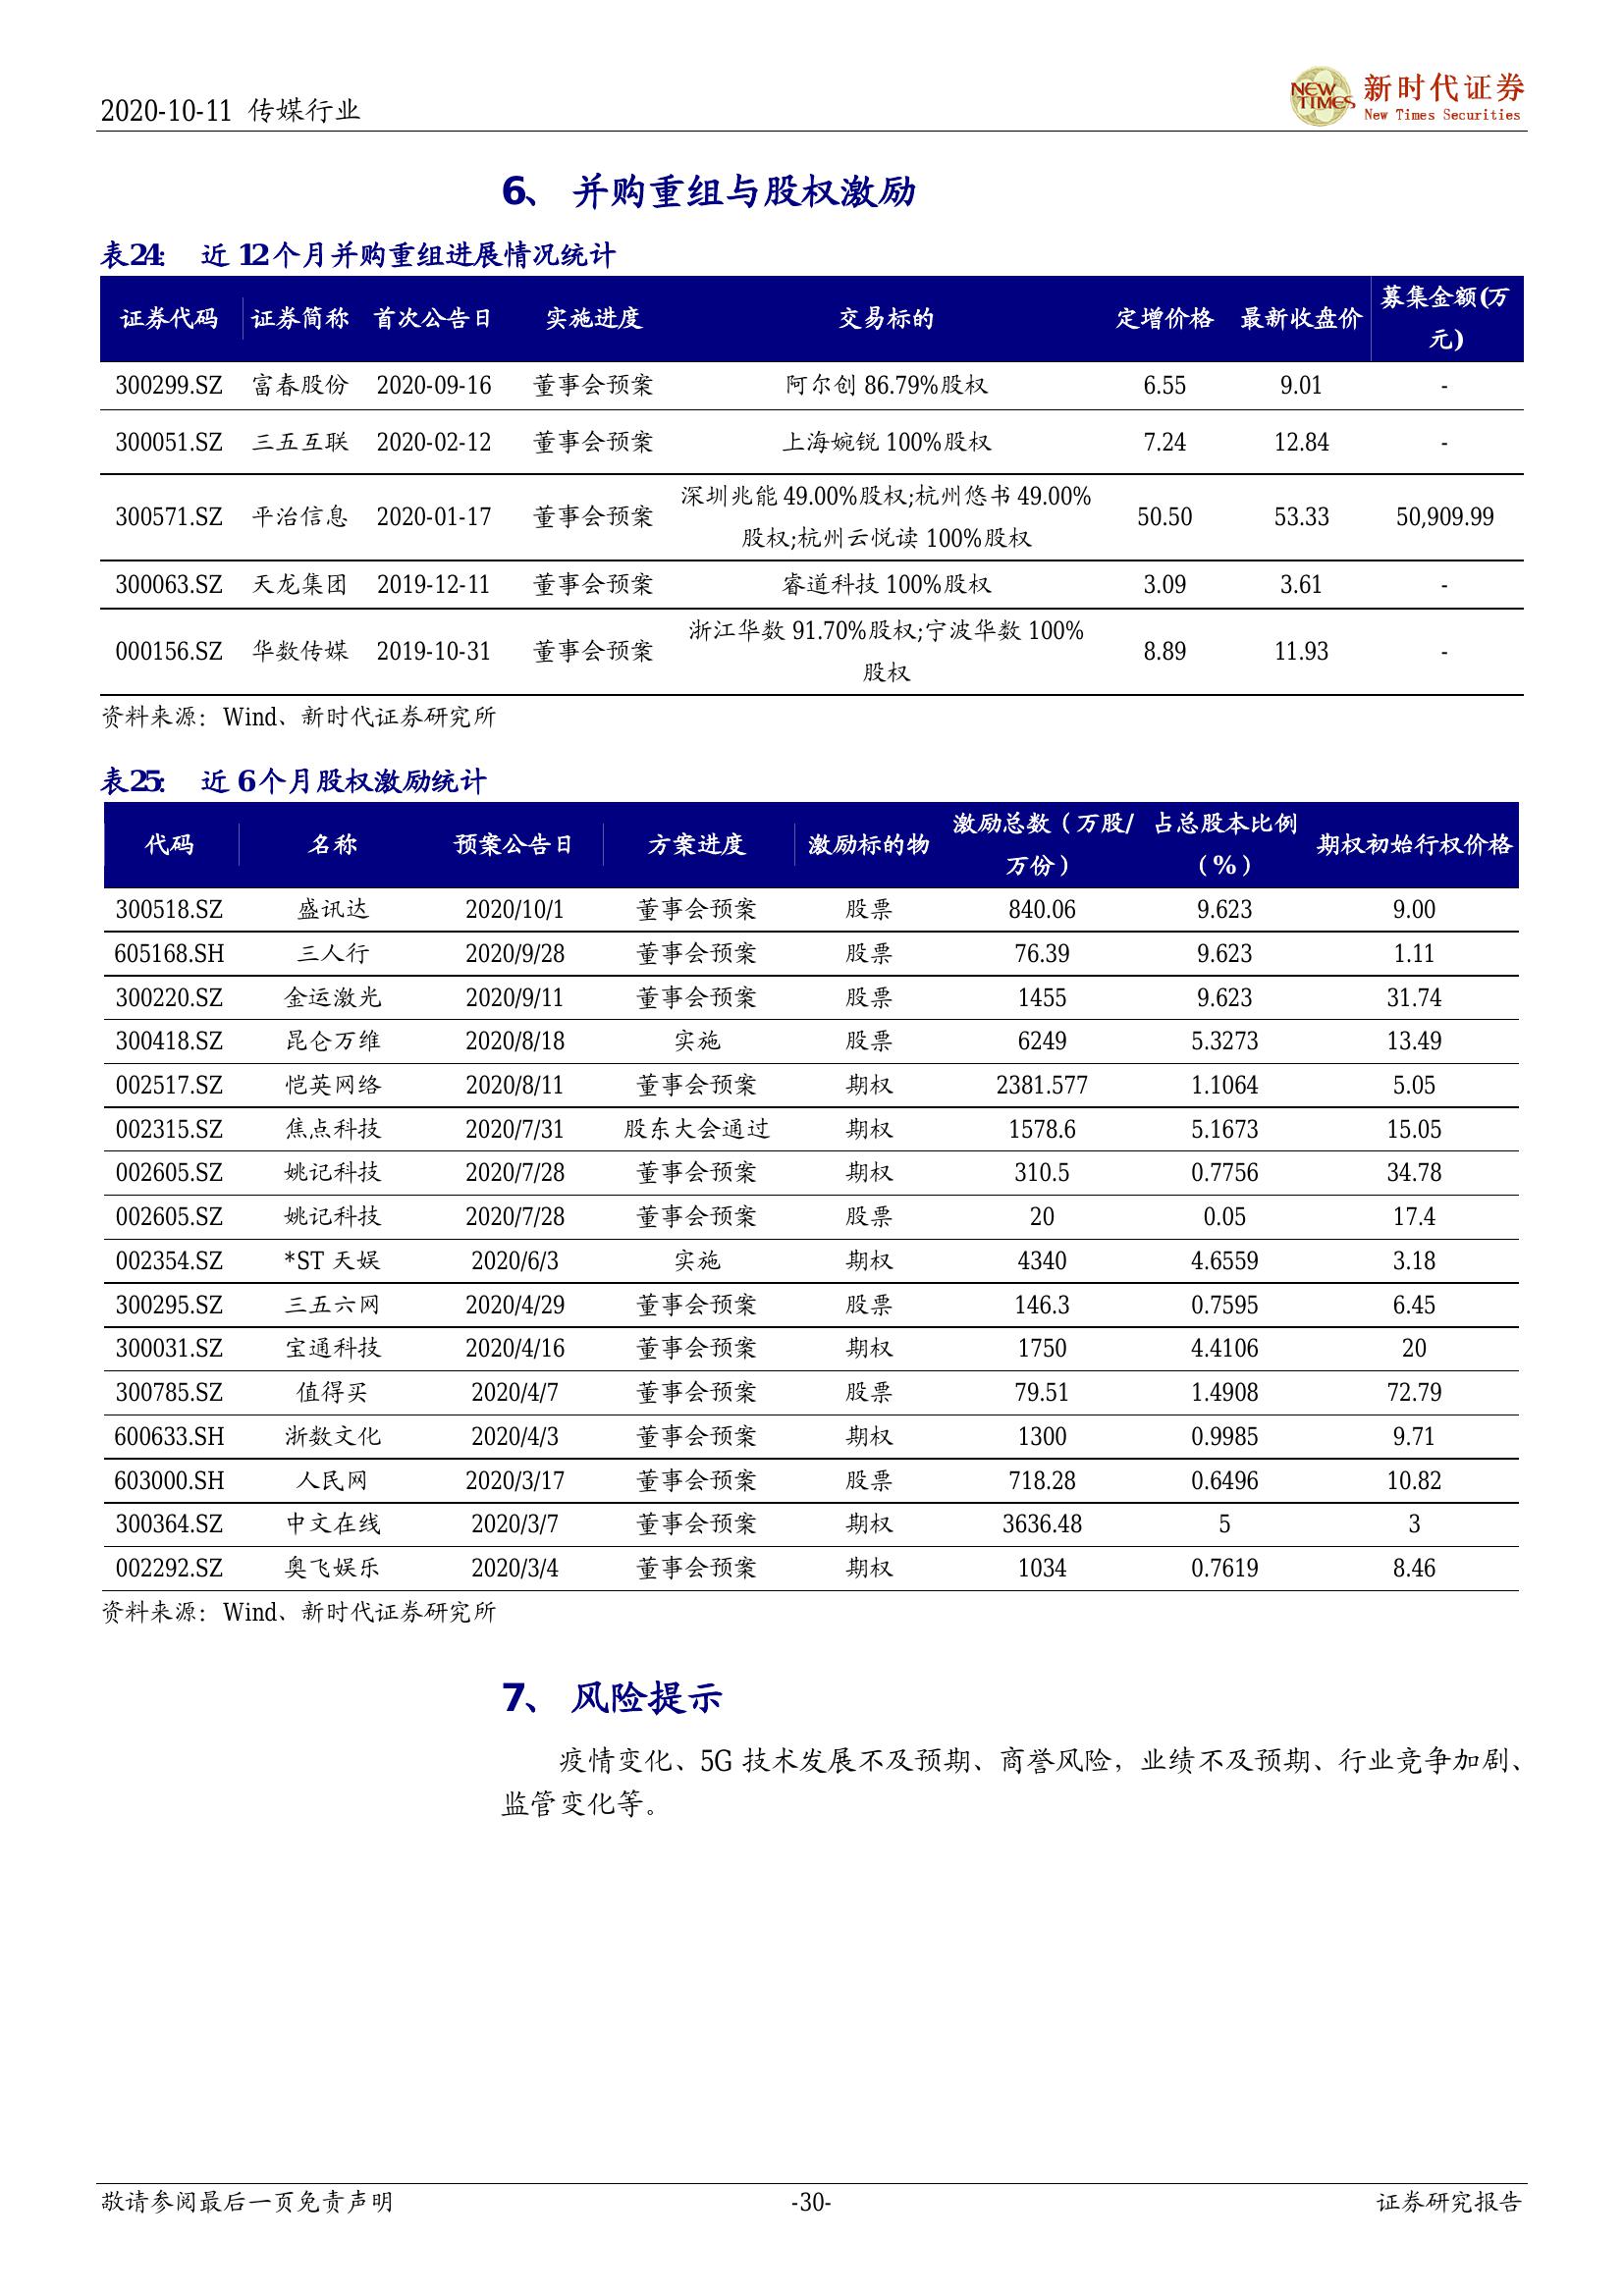 2020-10-11 传媒行业
NEW TIMES 新时代证券
New Times Securities
6、 并购重组与股权激励
表24: 近 12 个月并购重组进展情况统计
证券代码 证券简称 首次公告日 实施进度 交易标的 定增价格 最新收盘价 募集金额(万元)
300299.SZ 富春股份 2020-09-16 董事会预案 阿尔创 86.79%股权 6.55 9.01 -
300051.SZ 三五互联 2020-02-12 董事会预案 上海婉锐 100%股权 7.24 12.84 -
300571.SZ 平治信息 2020-01-17 董事会预案 深圳兆能 49.00%股权;杭州悠书 49.00%股权;杭州云悦读 100%股权 50.50 53.33 50,909.99
300063.SZ 天龙集团 2019-12-11 董事会预案 睿道科技 100%股权 3.09 3.61 -
000156.SZ 华数传媒 2019-10-31 董事会预案 浙江华数 91.70%股权;宁波华数 100%股权 8.89 11.93 -
资料来源：Wind、新时代证券研究所
表25: 近 6 个月股权激励统计
代码 名称 预案公告日 方案进度 激励标的物 激励总数（万股/万份） 占总股本比例（%） 期权初始行权价格
300518.SZ 盛讯达 2020/10/1 董事会预案 股票 840.06 9.623 9.00
605168.SH 三人行 2020/9/28 董事会预案 股票 76.39 9.623 1.11
300220.SZ 金运激光 2020/9/11 董事会预案 股票 1455 9.623 31.74
300418.SZ 昆仑万维 2020/8/18 实施 股票 6249 5.3273 13.49
002517.SZ 恺英网络 2020/8/11 董事会预案 期权 2381.577 1.1064 5.05
002315.SZ 焦点科技 2020/7/31 股东大会通过 期权 1578.6 5.1673 15.05
002605.SZ 姚记科技 2020/7/28 董事会预案 期权 310.5 0.7756 34.78
002605.SZ 姚记科技 2020/7/28 董事会预案 股票 20 0.05 17.4
002354.SZ *ST 天娱 2020/6/3 实施 期权 4340 4.6559 3.18
300295.SZ 三五六网 2020/4/29 董事会预案 股票 146.3 0.7595 6.45
300031.SZ 宝通科技 2020/4/16 董事会预案 期权 1750 4.4106 20
300785.SZ 值得买 2020/4/7 董事会预案 股票 79.51 1.4908 72.79
600633.SH 浙数文化 2020/4/3 董事会预案 期权 1300 0.9985 9.71
603000.SH 人民网 2020/3/17 董事会预案 股票 718.28 0.6496 10.82
300364.SZ 中文在线 2020/3/7 董事会预案 期权 3636.48 5 3
002292.SZ 奥飞娱乐 2020/3/4 董事会预案 期权 1034 0.7619 8.46
资料来源：Wind、新时代证券研究所
7、 风险提示
疫情变化、5G 技术发展不及预期、商誉风险，业绩不及预期、行业竞争加剧、
监管变化等。
敬请参阅最后一页免责声明 -30- 证券研究报告